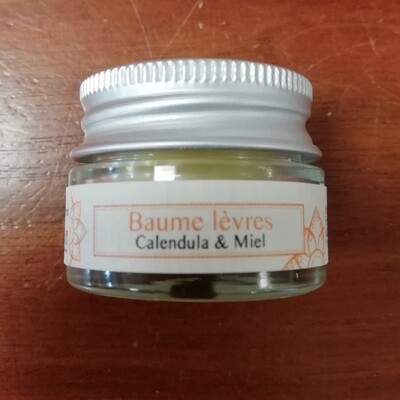 Baume lèvres
Calendula & Miel